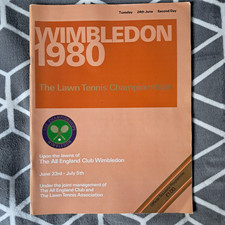 Tuesday · 24th June · Second Day
WIMBLEDON
1980
The Lawn Tennis Championships
Upon the lawns of
The All England Club Wimbledon
June 23rd - July 5th
Under the joint management of
The All England Club and
The Lawn Tennis Association